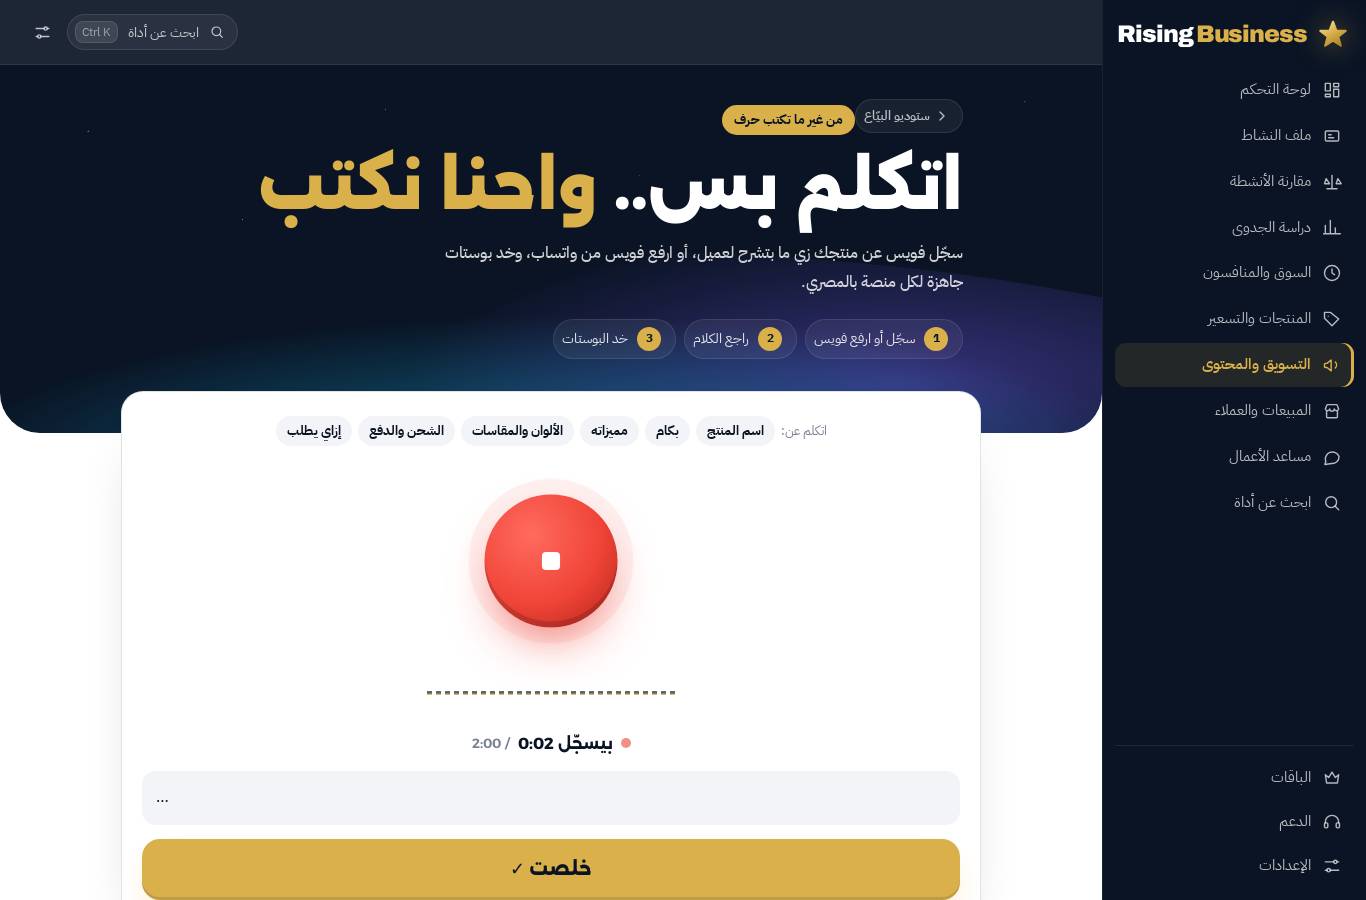 Rising Business
لوحة التحكم
ملف النشاط
مقارنة الأنشطة
دراسة الجدوى
السوق والمنافسون
المنتجات والتسعير
التسويق والمحتوى
المبيعات والعملاء
مساعد الأعمال
ابحث عن أداة
الباقات
الدعم
الإعدادات
ابحث عن أداة Ctrl K
ستوديو البيّاع
من غير ما تكتب حرف
اتكلم بس.. واحنا نكتب
سجّل فويس عن منتجك زي ما بتشرح لعميل، أو ارفع فويس من واتساب، وخد بوستات
جاهزة لكل منصة بالمصري.
1 سجّل أو ارفع فويس
2 راجع الكلام
3 خد البوستات
اتكلم عن: اسم المنتج بكام مميزاته الألوان والمقاسات الشحن والدفع إزاي يطلب
بيسجّل 0:02 / 2:00
...
خلصت ✓